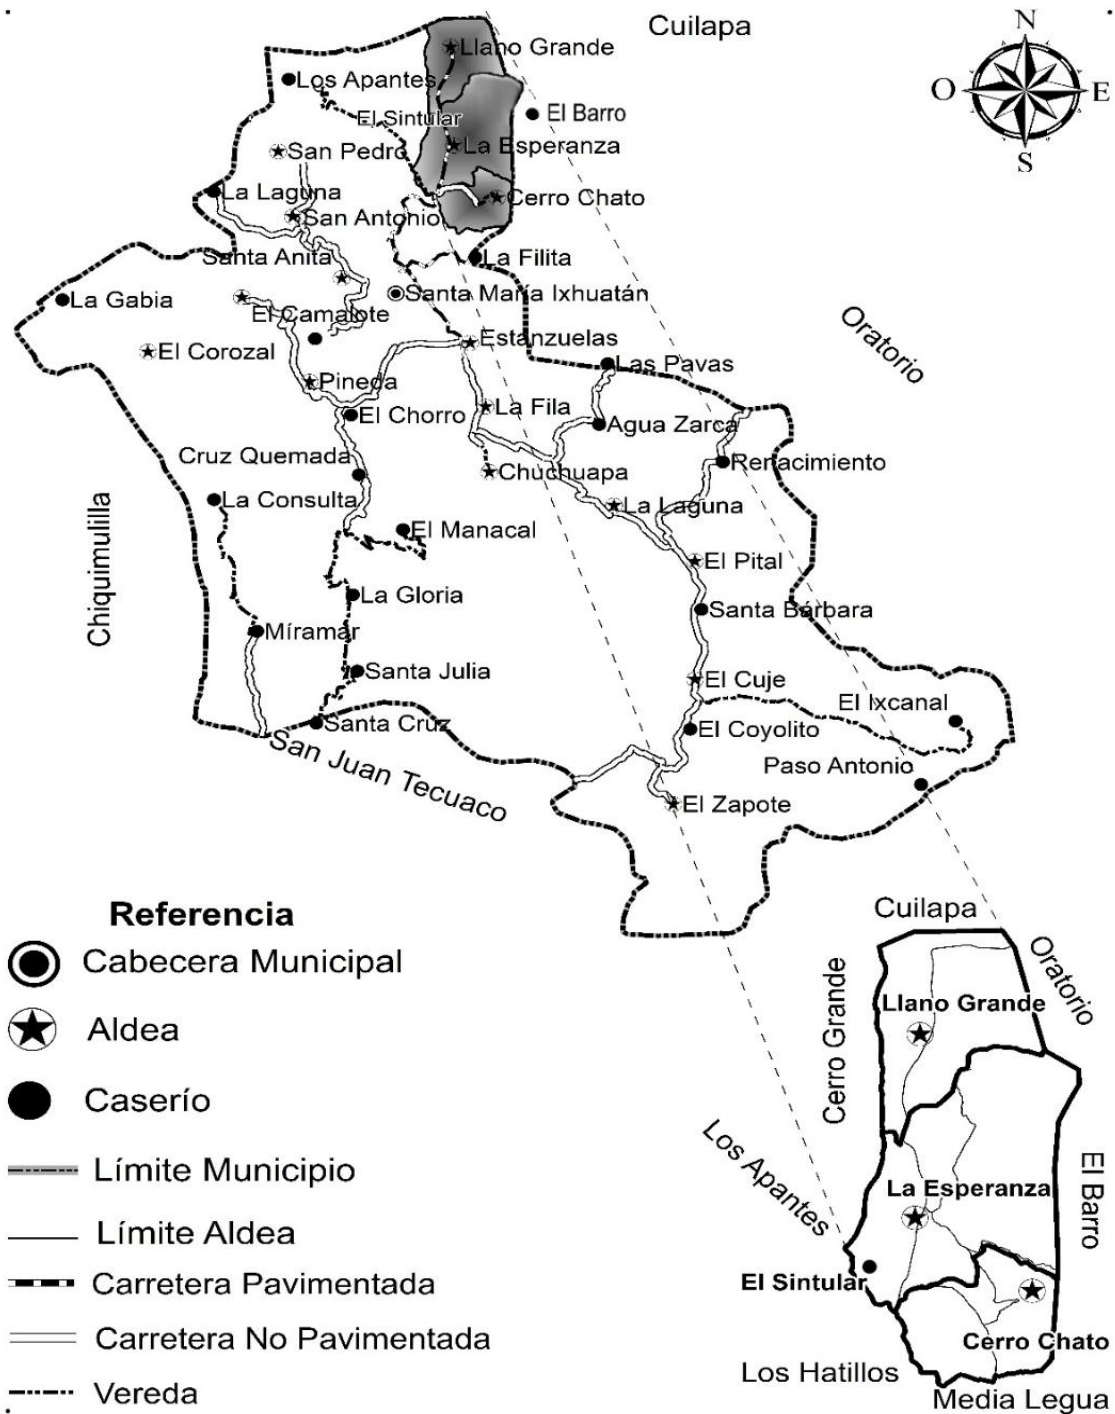 Cuilapa
N
Llano Grande
Los Apantes
O
E
El Sintular
El Barro
San Pedro
La Esperanza
S
La Laguna
Cerro Chato
San Antonio
Santa Anita
La Filita
La Gabia
Santa María Ixhuatán
El Camalote
Oratorio
El Corozal
Estanzuelas
Las Pavas
Pineda
El Chorro
La Fila
Agua Zarca
Cruz Quemada
Chuchuapa
Renacimiento
La Consulta
La Laguna
Chiquimulilla
El Manacal
El Pital
La Gloria
Santa Bárbara
Míramar
Santa Julia
El Cuje
El Ixcanal
Santa Cruz
El Coyolito
San Juan Tecuaco
Paso Antonio
El Zapote
Referencia
Cabecera Municipal
Aldea
Caserío
Límite Municipio
Límite Aldea
Carretera Pavimentada
Carretera No Pavimentada
Vereda
Cuilapa
Oratorio
Cerro Grande
Llano Grande
Los Apantes
El Barro
La Esperanza
El Sintular
Cerro Chato
Los Hatillos
Media Legua